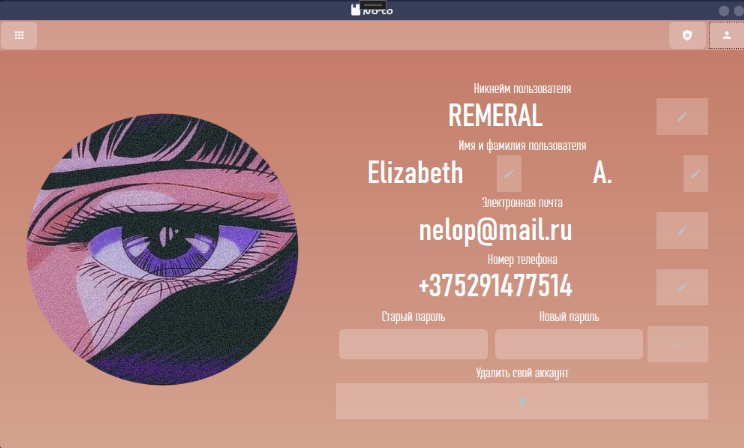 Никнейм пользователя
REMERAL
Имя и фамилия пользователя
Elizabeth A.
Электронная почта
nelop@mail.ru
Номер телефона
+375291477514
Старый пароль Новый пароль
Удалить свой аккаунт